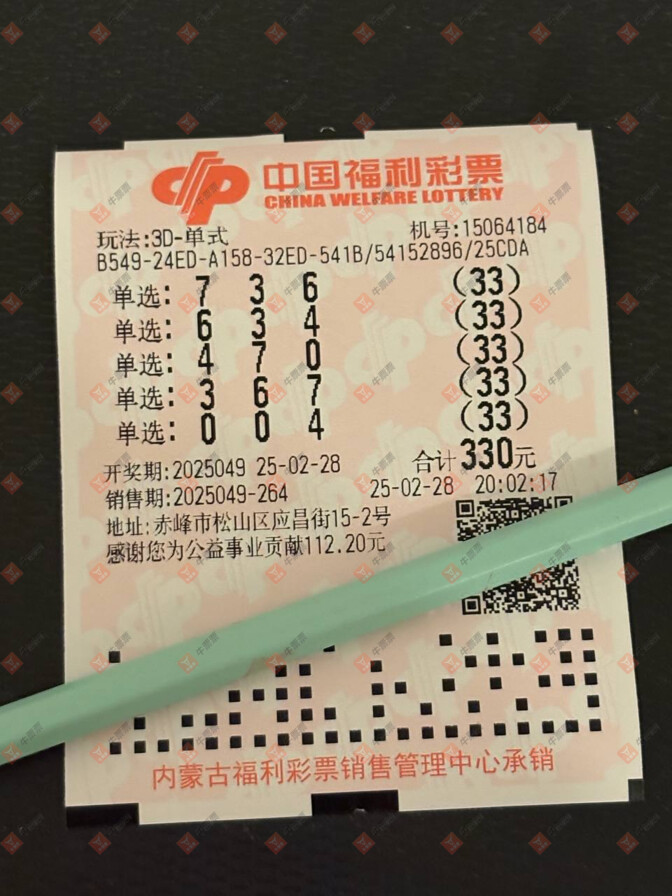 中国福利彩票
CHINA WELFARE LOTTERY
玩法:3D-单式 机号:15064184
B549-24ED-A158-32ED-541B/54152896/25CDA
单选: 7 3 6 (33)
单选: 6 3 4 (33)
单选: 4 7 0 (33)
单选: 3 6 7 (33)
单选: 0 0 4 (33)
合计330元
开奖期:2025049 25-02-28
销售期:2025049-264 25-02-28 20:02:17
地址:赤峰市松山区应昌街15-2号
感谢您为公益事业贡献112.20元
内蒙古福利彩票销售管理中心承销